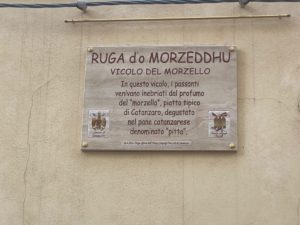 RUGA d'o MORZEDDHU
VICOLO DEL MORZELLO
In questo vicolo, i passanti
venivano inebriati dal profumo
del "morzello", piatto tipico
di Catanzaro, degustato
nel pane catanzarese
denominato "pitta".